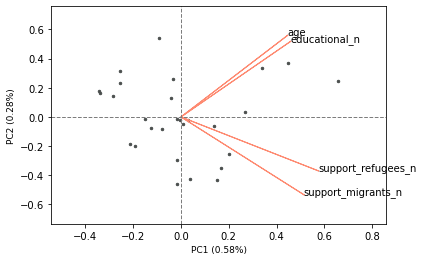 0.6
0.4
0.2
0.0
−0.2
−0.4
−0.6
PC2 (0.28%)
age
educational_n
support_refugees_n
support_migrants_n
−0.4 −0.2 0.0 0.2 0.4 0.6 0.8
PC1 (0.58%)